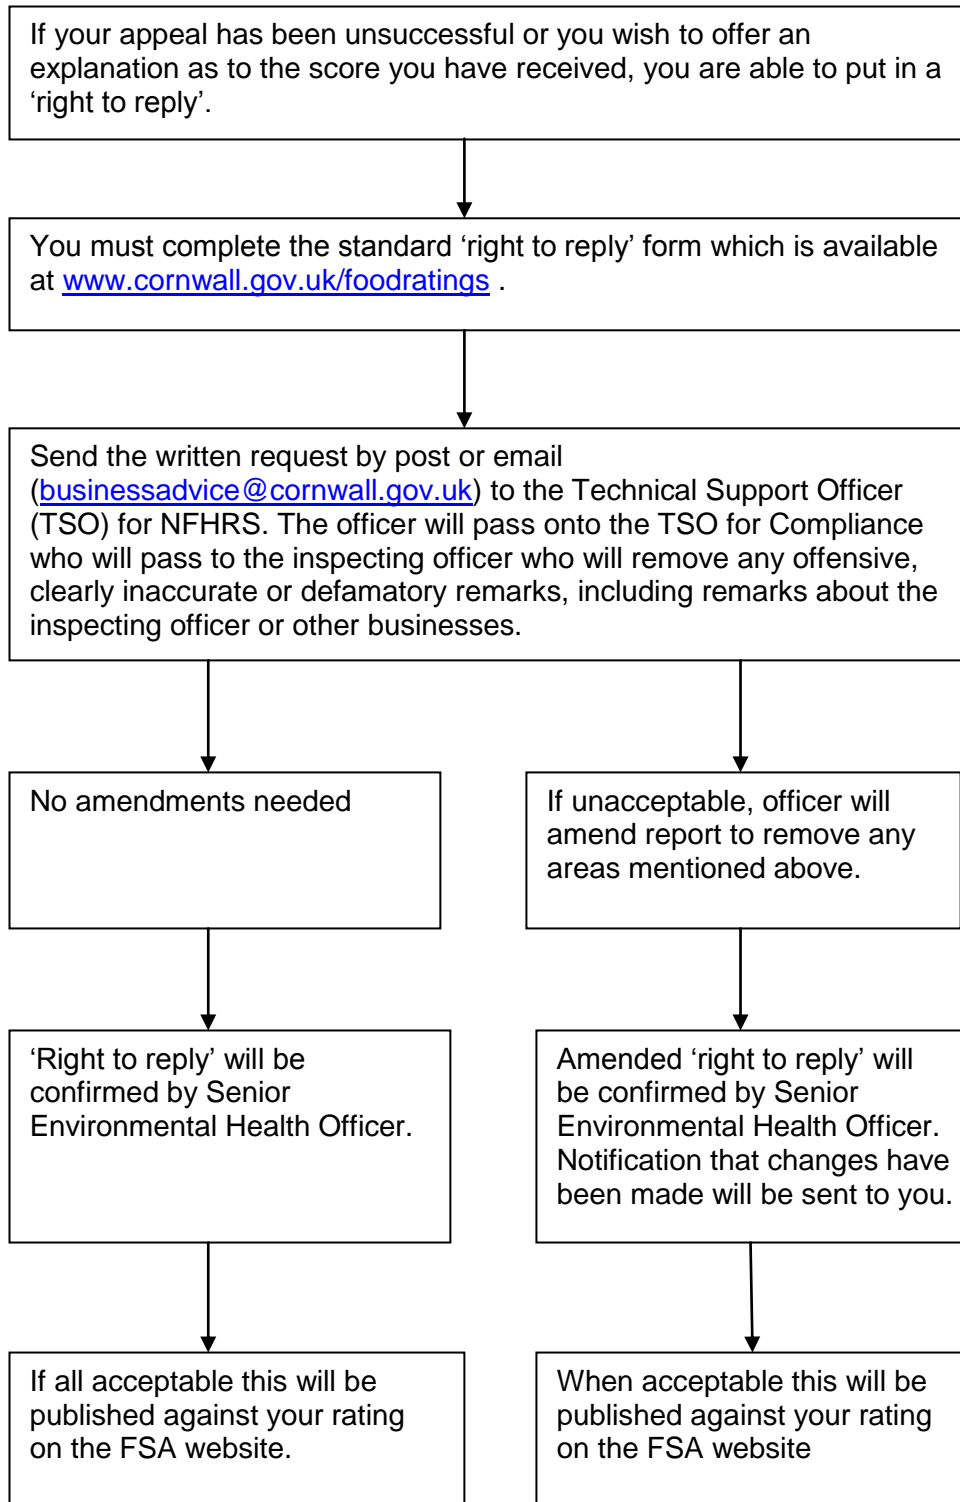 If your appeal has been unsuccessful or you wish to offer an
explanation as to the score you have received, you are able to put in a
‘right to reply’.
You must complete the standard ‘right to reply’ form which is available
at www.cornwall.gov.uk/foodratings .
Send the written request by post or email
(businessadvice@cornwall.gov.uk) to the Technical Support Officer
(TSO) for NFHRS. The officer will pass onto the TSO for Compliance
who will pass to the inspecting officer who will remove any offensive,
clearly inaccurate or defamatory remarks, including remarks about the
inspecting officer or other businesses.
No amendments needed
If unacceptable, officer will
amend report to remove any
areas mentioned above.
‘Right to reply’ will be
confirmed by Senior
Environmental Health Officer.
Amended ‘right to reply’ will
be confirmed by Senior
Environmental Health Officer.
Notification that changes have
been made will be sent to you.
If all acceptable this will be
published against your rating
on the FSA website.
When acceptable this will be
published against your rating
on the FSA website